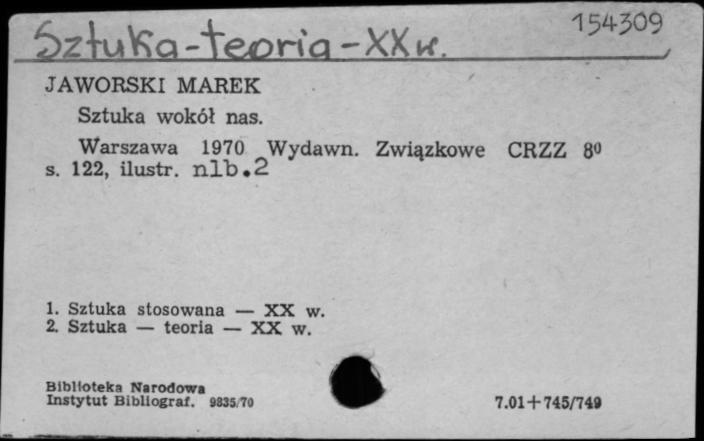 154309
Sztuka-teoria-XX w.
JAWORSKI MAREK
Sztuka wokół nas.
Warszawa 1970 Wydawn. Związkowe CRZZ 8⁰
s. 122, ilustr. nlb.2
1. Sztuka stosowana — XX w.
2. Sztuka — teoria — XX w.
Biblioteka Narodowa
Instytut Bibliograf. 9835/70
7.01+745/749